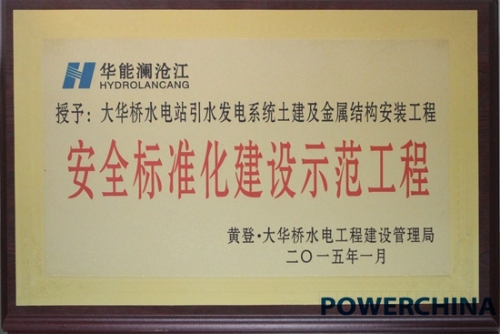 华能澜沧江
HYDROLANCANG
授予：大华桥水电站引水发电系统土建及金属结构安装工程
安全标准化建设示范工程
黄登·大华桥水电工程建设管理局
二〇一五年一月
POWERCHINA